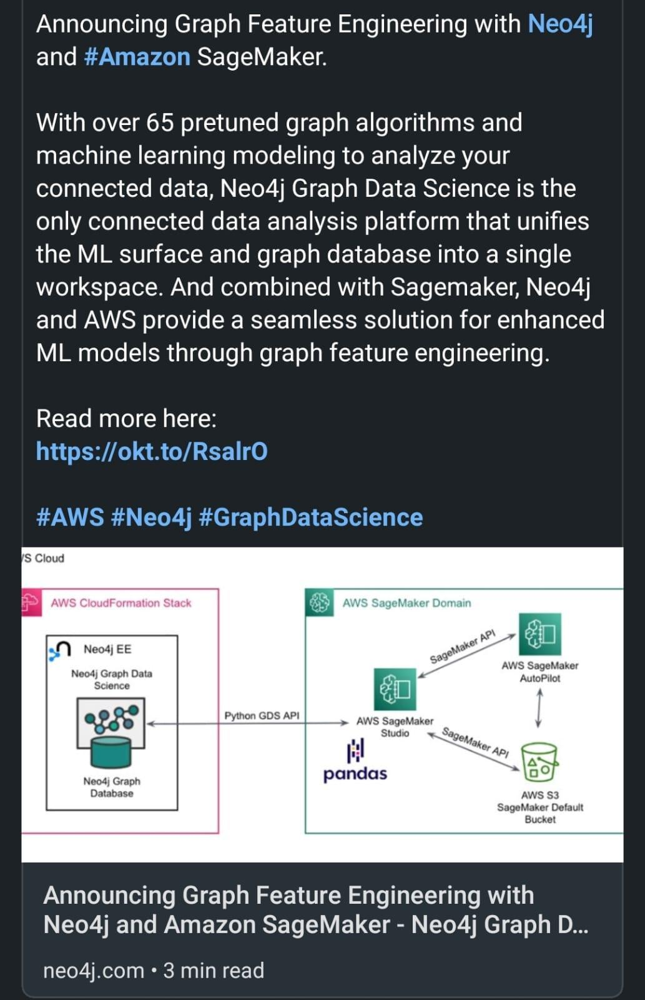 Announcing Graph Feature Engineering with Neo4j
and #Amazon SageMaker.
With over 65 pretuned graph algorithms and
machine learning modeling to analyze your
connected data, Neo4j Graph Data Science is the
only connected data analysis platform that unifies
the ML surface and graph database into a single
workspace. And combined with Sagemaker, Neo4j
and AWS provide a seamless solution for enhanced
ML models through graph feature engineering.
Read more here:
https://okt.to/RsalrO
#AWS #Neo4j #GraphDataScience
/S Cloud
AWS CloudFormation Stack
Neo4j EE
Neo4j Graph Data
Science
Neo4j Graph
Database
Python GDS API
AWS SageMaker Domain
AWS SageMaker
Studio
pandas
SageMaker API
AWS SageMaker
AutoPilot
SageMaker API
AWS S3
SageMaker Default
Bucket
Announcing Graph Feature Engineering with
Neo4j and Amazon SageMaker - Neo4j Graph D...
neo4j.com • 3 min read